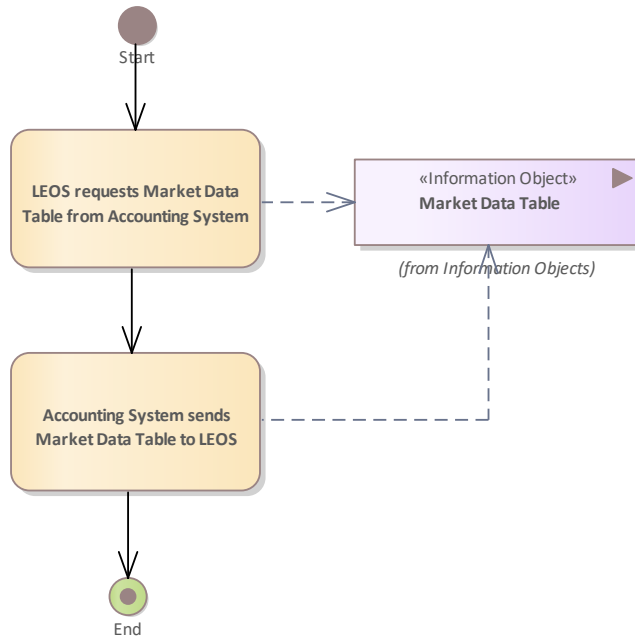 Start
LEOS requests Market Data
Table from Accounting System
«Information Object»
Market Data Table
(from Information Objects)
Accounting System sends
Market Data Table to LEOS
End